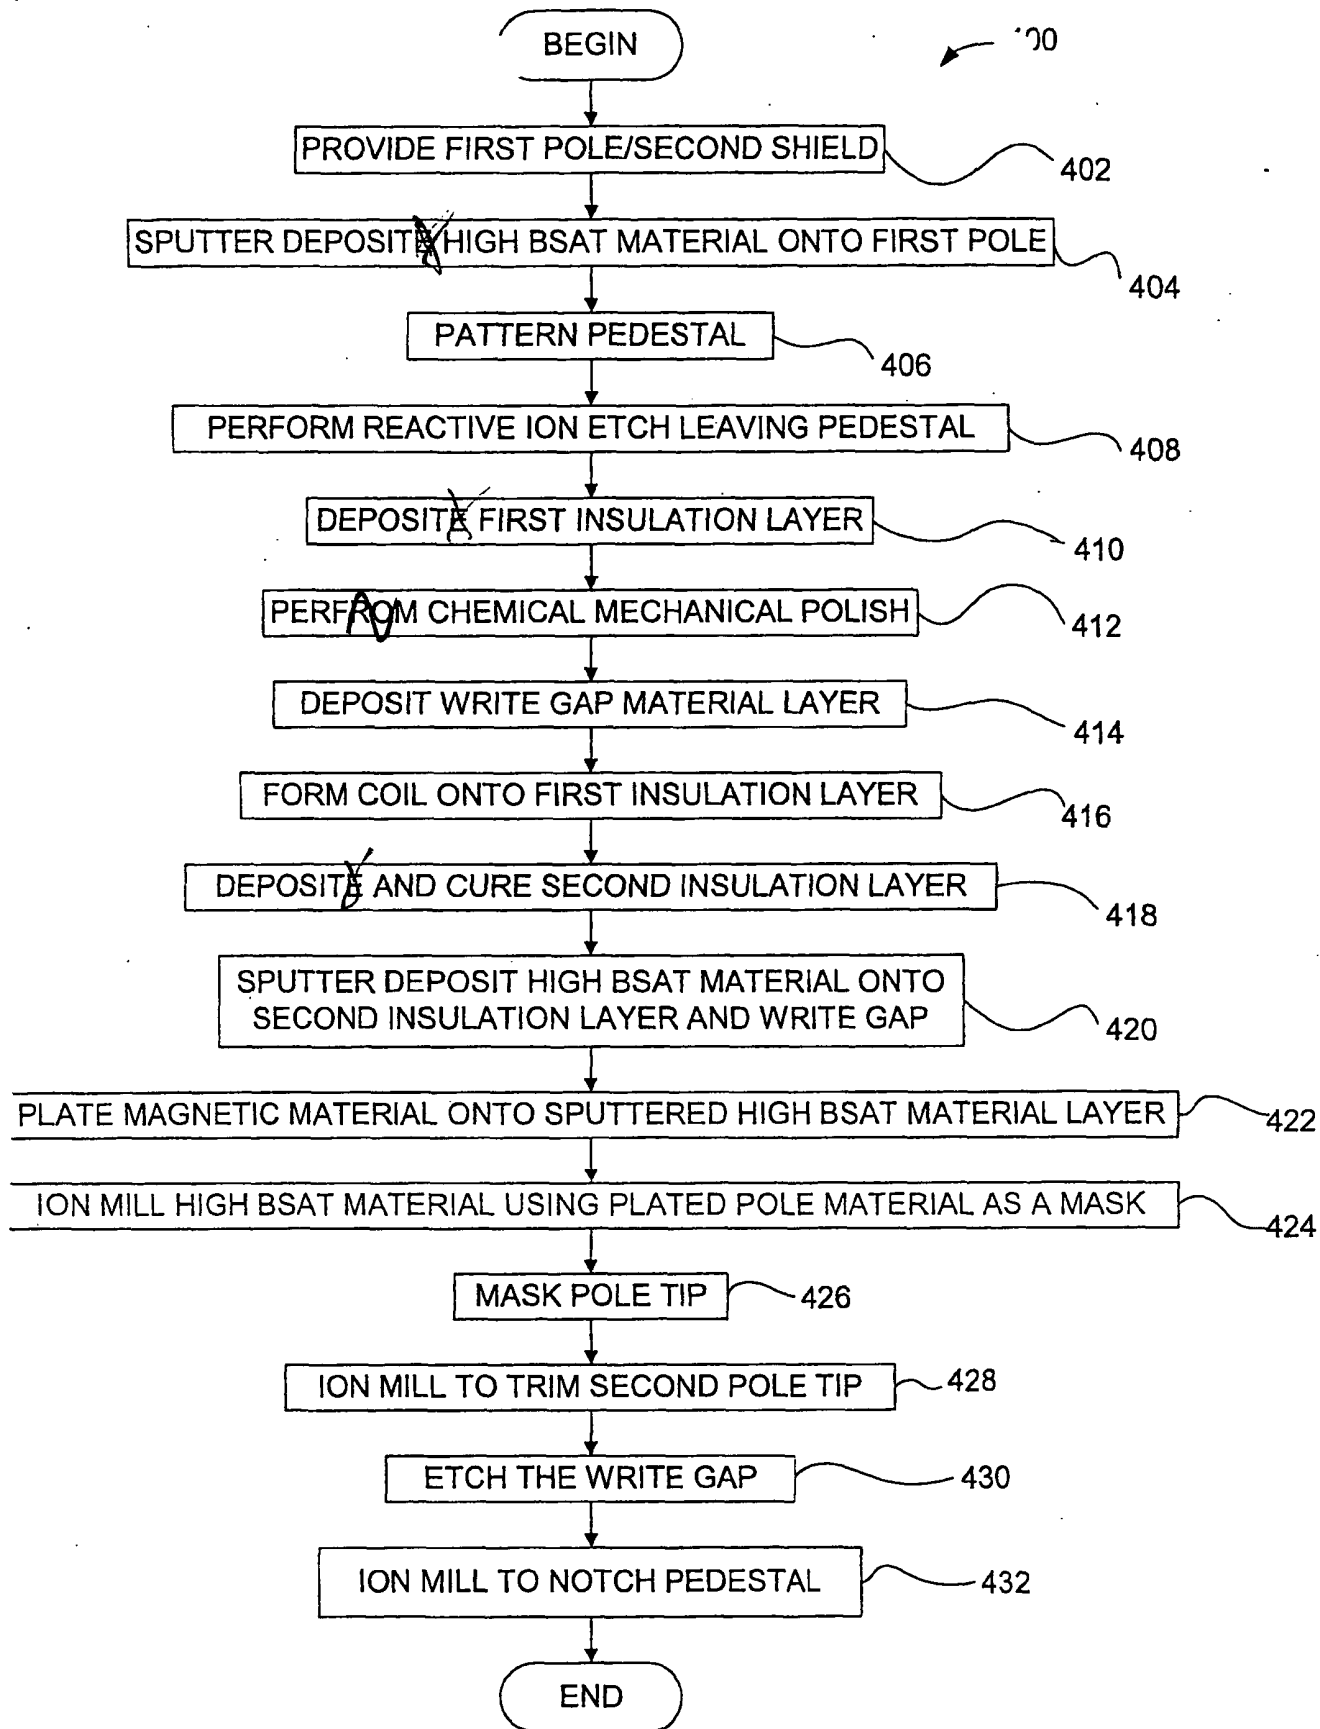 BEGIN
'00
PROVIDE FIRST POLE/SECOND SHIELD
402
SPUTTER DEPOSITE HIGH BSAT MATERIAL ONTO FIRST POLE
404
PATTERN PEDESTAL
406
PERFORM REACTIVE ION ETCH LEAVING PEDESTAL
408
DEPOSITE FIRST INSULATION LAYER
410
PERFROM CHEMICAL MECHANICAL POLISH
412
DEPOSIT WRITE GAP MATERIAL LAYER
414
FORM COIL ONTO FIRST INSULATION LAYER
416
DEPOSITE AND CURE SECOND INSULATION LAYER
418
SPUTTER DEPOSIT HIGH BSAT MATERIAL ONTO
SECOND INSULATION LAYER AND WRITE GAP
420
PLATE MAGNETIC MATERIAL ONTO SPUTTERED HIGH BSAT MATERIAL LAYER
422
ION MILL HIGH BSAT MATERIAL USING PLATED POLE MATERIAL AS A MASK
424
MASK POLE TIP
426
ION MILL TO TRIM SECOND POLE TIP
428
ETCH THE WRITE GAP
430
ION MILL TO NOTCH PEDESTAL
432
END